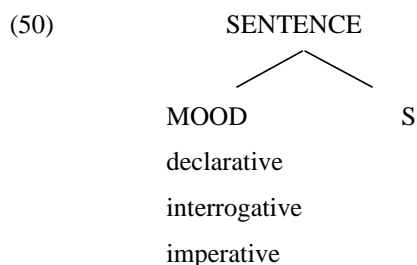 (50) SENTENCE
MOOD S
declarative
interrogative
imperative